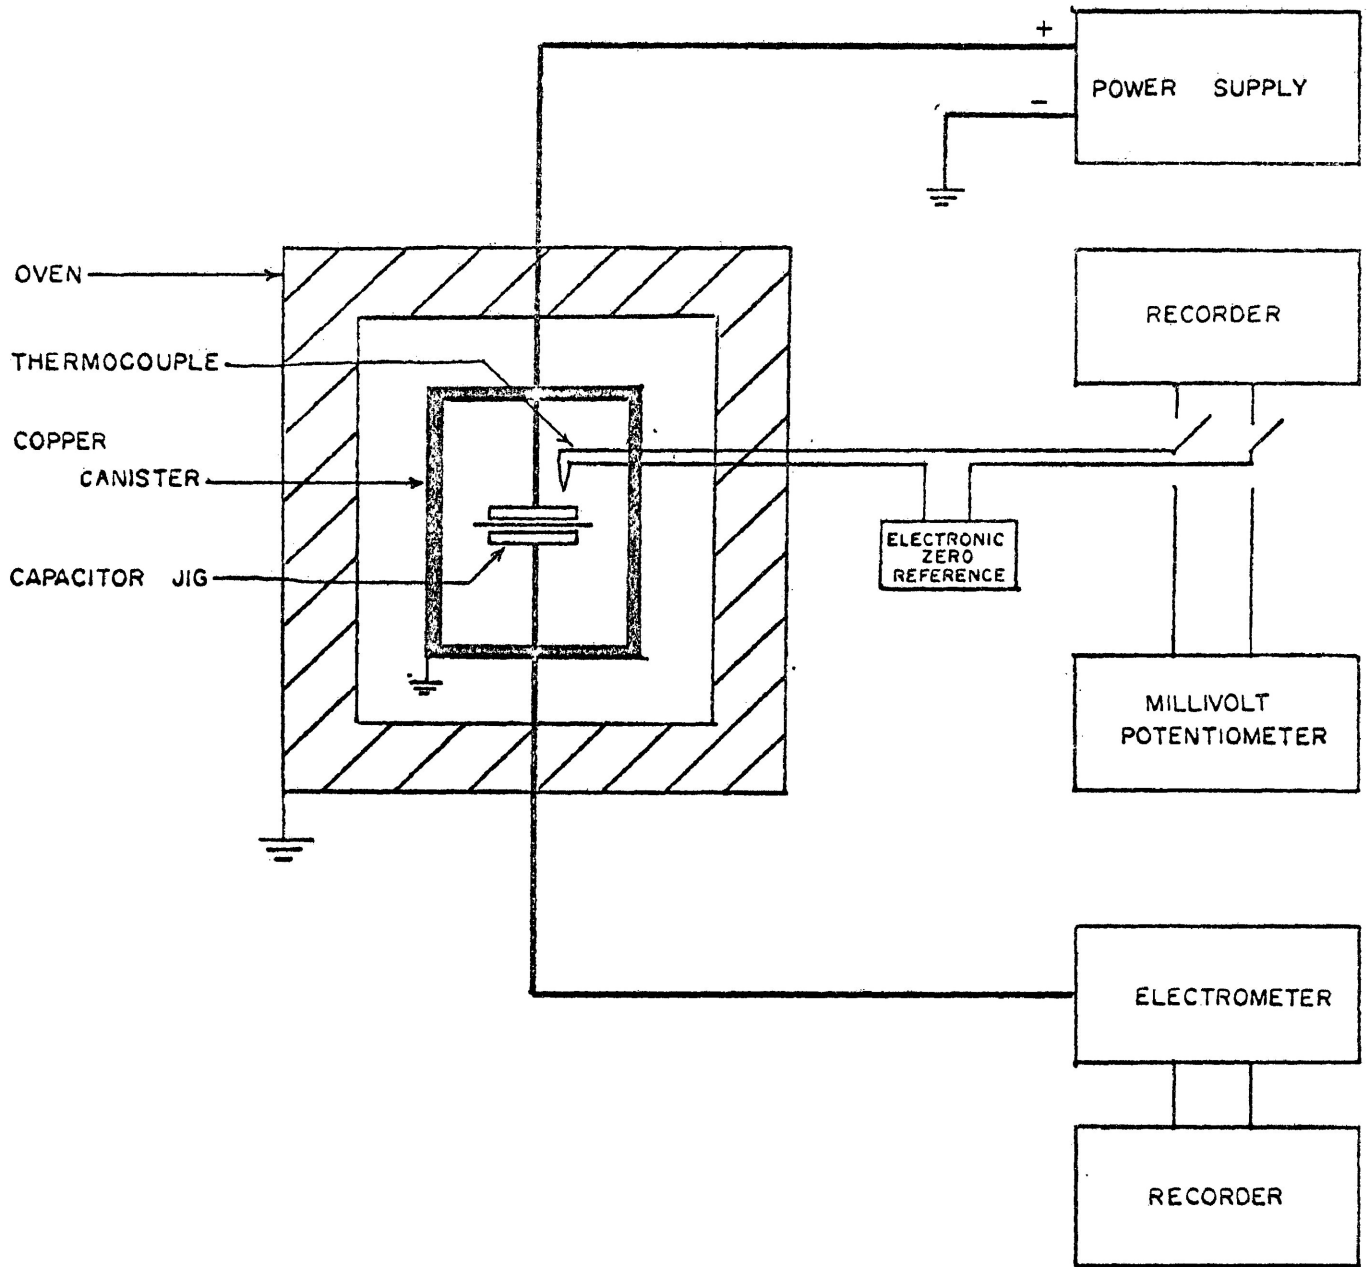 +
POWER SUPPLY
−
OVEN
RECORDER
THERMOCOUPLE
COPPER
CANISTER
ELECTRONIC
ZERO
REFERENCE
CAPACITOR JIG
MILLIVOLT
POTENTIOMETER
ELECTROMETER
RECORDER